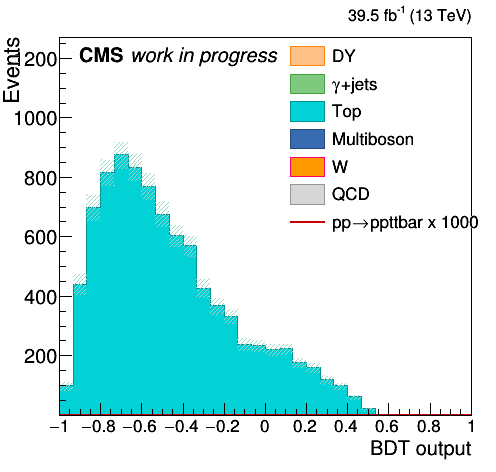 39.5 fb⁻¹ (13 TeV)
Events
CMS work in progress
DY
γ+jets
Top
Multiboson
W
QCD
pp→ppttbar x 1000
1200
1000
800
600
400
200
−1 −0.8 −0.6 −0.4 −0.2 0 0.2 0.4 0.6 0.8 1
BDT output